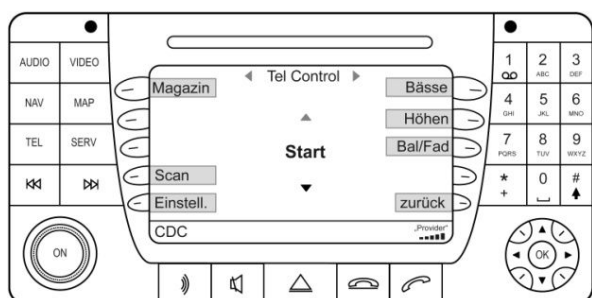 AUDIO VIDEO
NAV MAP
TEL SERV
ON
Tel Control
Magazin
Scan
Einstell.
Start
Bässe
Höhen
Bal/Fad
zurück
CDC
„Provider“
1 2 ABC 3 DEF
4 GHI 5 JKL 6 MNO
7 PQRS 8 TUV 9 WXYZ
* + 0 #
OK